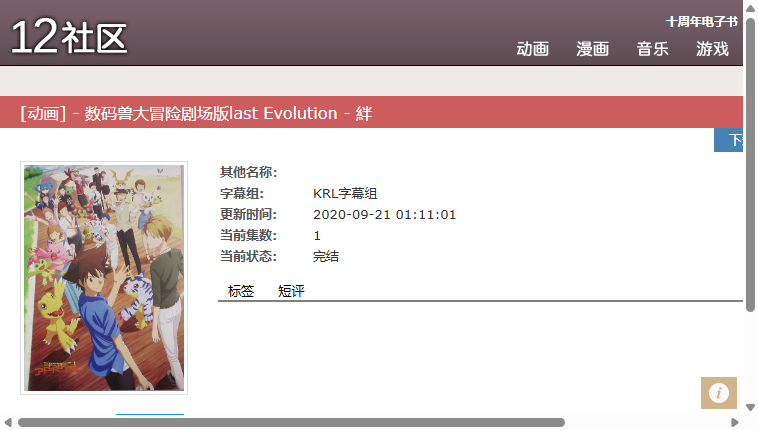 12社区
十周年电子书
动画 漫画 音乐 游戏
[动画] - 数码兽大冒险剧场版last Evolution - 絆
其他名称:
字幕组: KRL字幕组
更新时间: 2020-09-21 01:11:01
当前集数: 1
当前状态: 完结
标签 短评